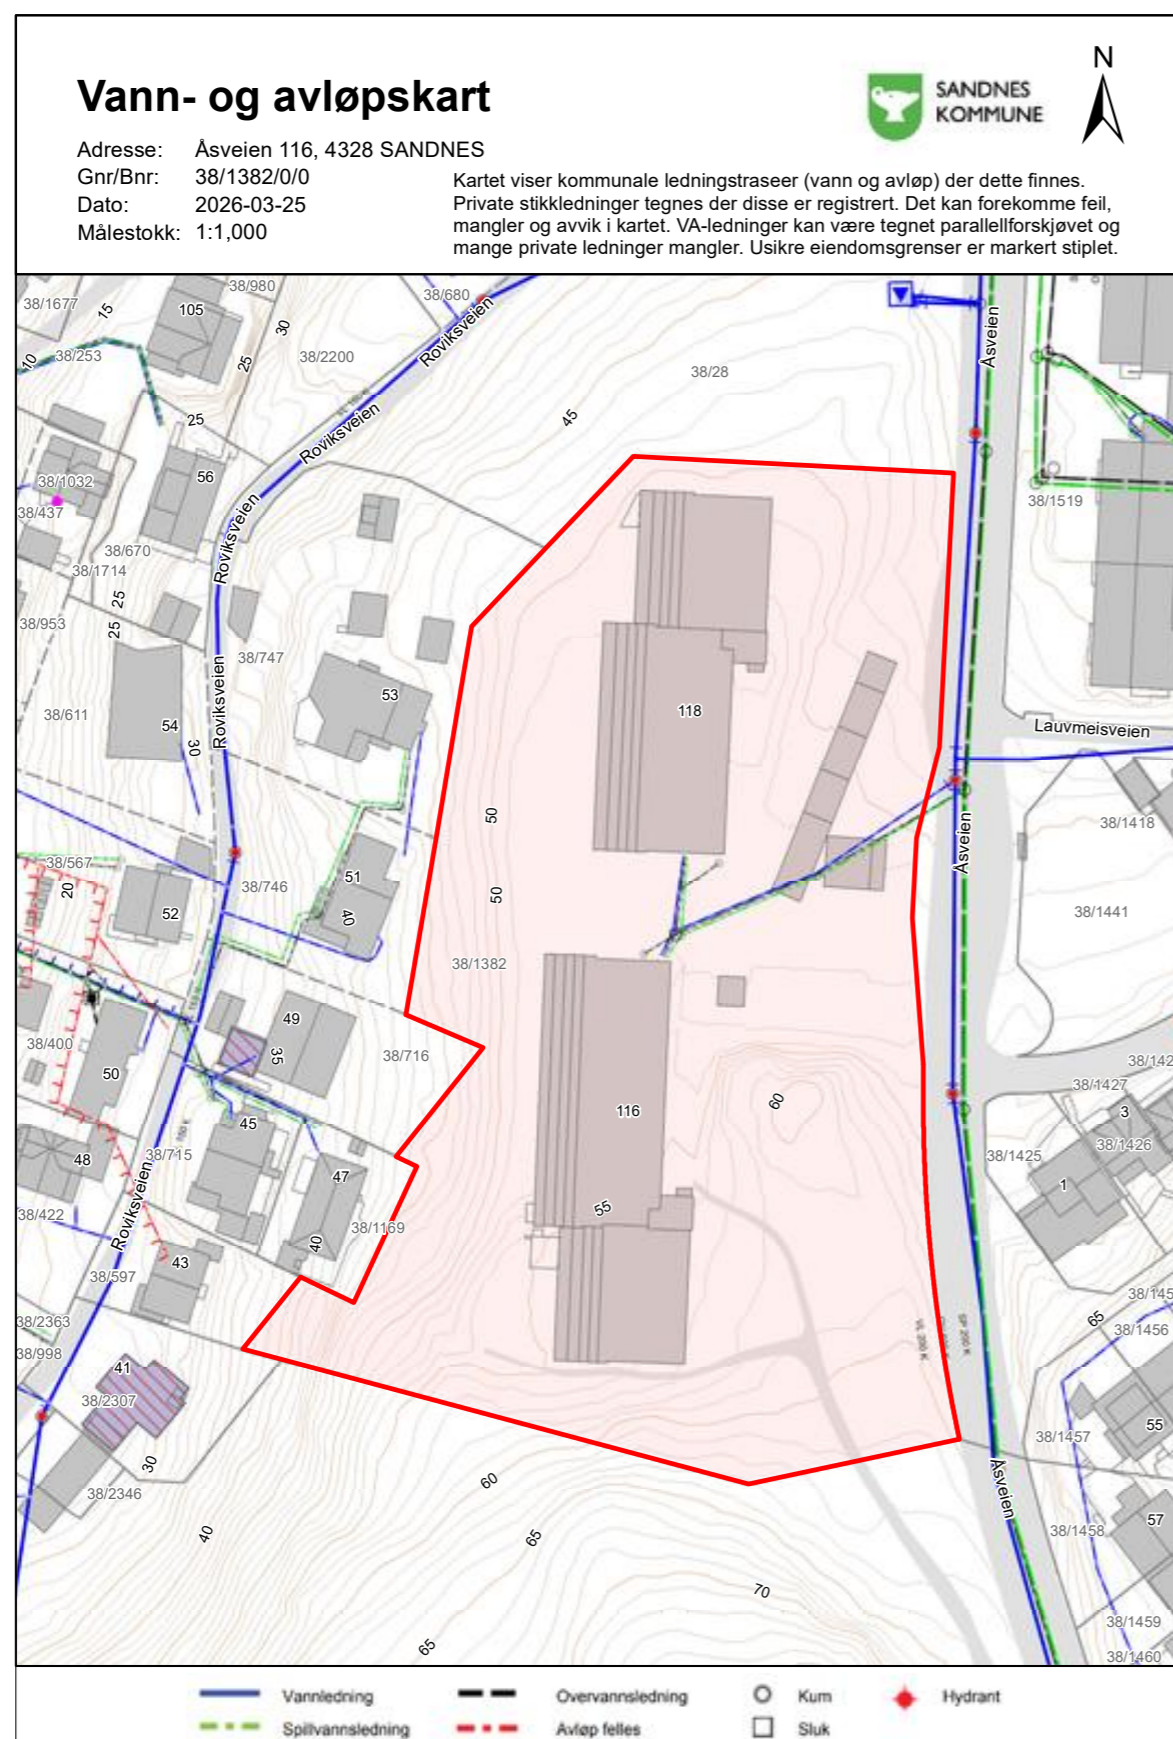 Vann- og avløpskart
SANDNES
KOMMUNE
N
Adresse: Åsveien 116, 4328 SANDNES
Gnr/Bnr: 38/1382/0/0
Dato: 2026-03-25
Målestokk: 1:1,000
Kartet viser kommunale ledningstraseer (vann og avløp) der dette finnes.
Private stikkledninger tegnes der disse er registrert. Det kan forekomme feil,
mangler og avvik i kartet. VA-ledninger kan være tegnet parallellforskjøvet og
mange private ledninger mangler. Usikre eiendomsgrenser er markert stiplet.
38/1677
15
105
38/980
30
38/680
Roviksveien
Åsveien
10
38/253
25
38/2200
38/28
45
25
Roviksveien
56
38/1032
38/437
38/1519
Roviksveien
38/670
38/1714
25
38/953
25
38/747
53
38/611
54
30
Roviksveien
118
Lauvmeisveien
50
38/1418
Åsveien
38/567
20
52
38/746
51
40
50
38/1441
38/1382
49
35
38/400
50
38/716
38/142
38/1427
60
3
116
45
38/1426
48
38/715
150 K
47
38/1425
1
38/422
Roviksveien
38/1169
55
40
43
38/597
38/145
38/2363
VL 200 K
SP 200 K
65
38/1456
38/998
41
38/2307
38/1457
55
30
60
Åsveien
38/2346
40
65
38/1458
57
70
38/1459
65
38/1460
Vannledning
Overvannsledning
Kum
Hydrant
Spillvannsledning
Avløp felles
Sluk